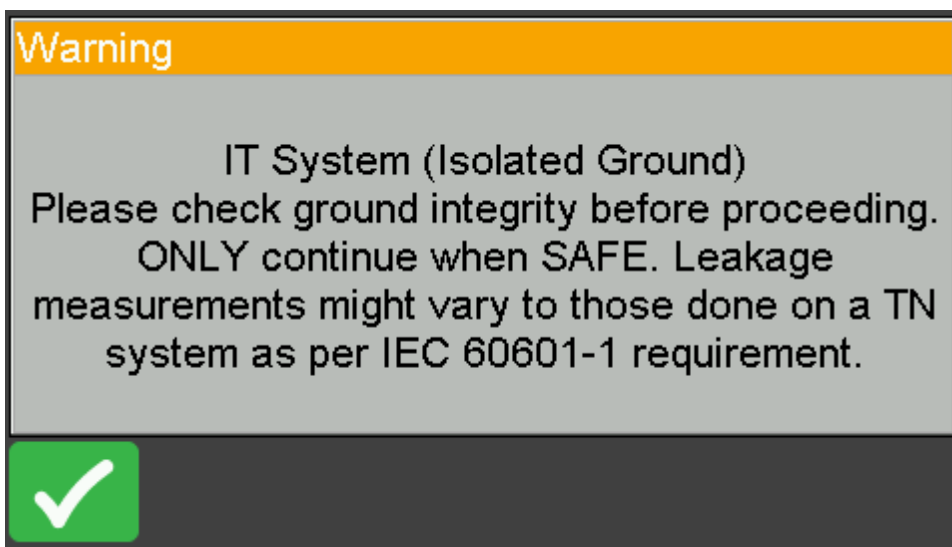 Warning
IT System (Isolated Ground)
Please check ground integrity before proceeding.
ONLY continue when SAFE. Leakage
measurements might vary to those done on a TN
system as per IEC 60601-1 requirement.